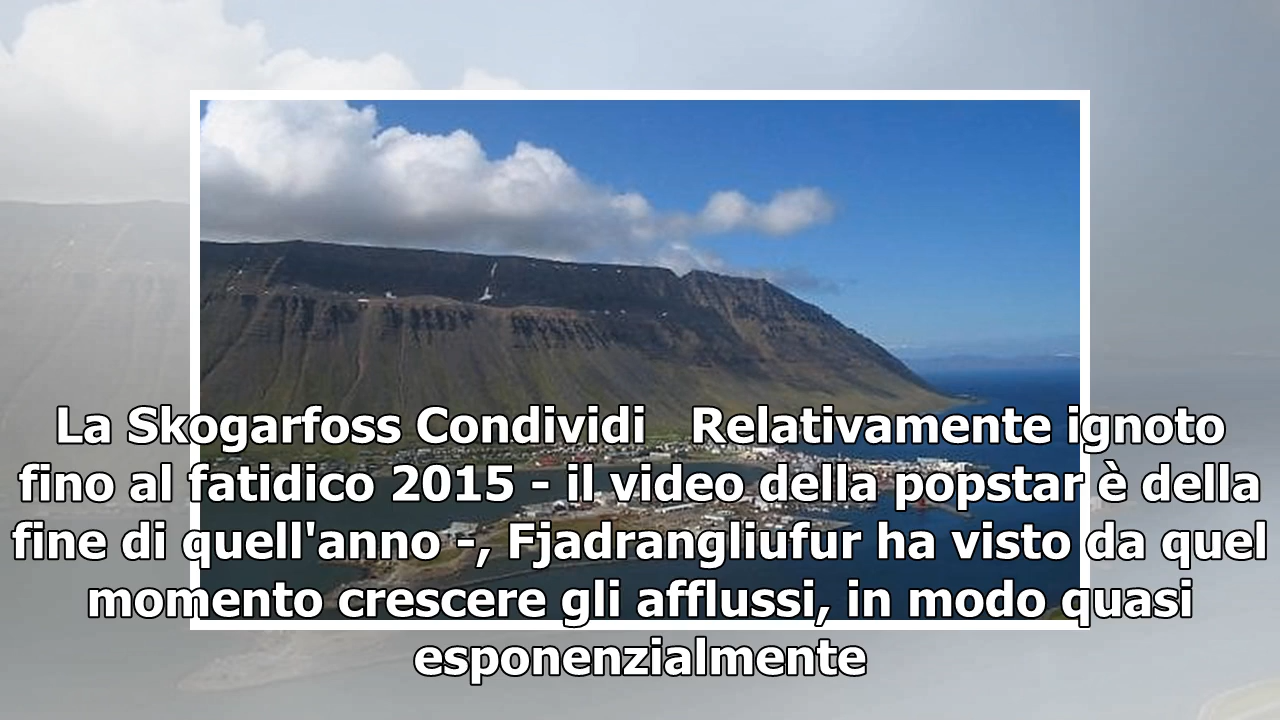 La Skogarfoss Condividi   Relativamente ignoto
fino al fatidico 2015 - il video della popstar è della
fine di quell'anno -, Fjadrangliufur ha visto da quel
momento crescere gli afflussi, in modo quasi
esponenzialmente